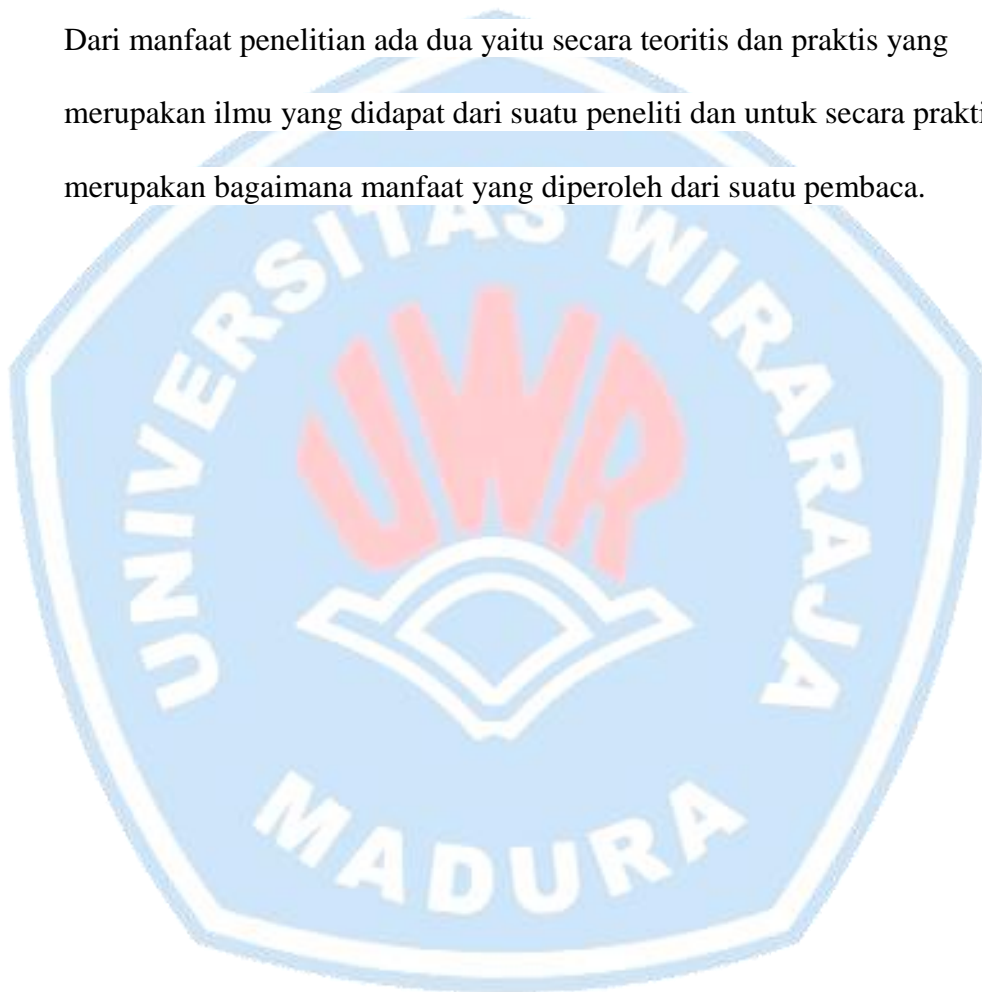 Dari manfaat penelitian ada dua yaitu secara teoritis dan praktis yang
merupakan ilmu yang didapat dari suatu peneliti dan untuk secara prakti
merupakan bagaimana manfaat yang diperoleh dari suatu pembaca.
UNIVERSITAS WIRARAJA
UWR
MADURA